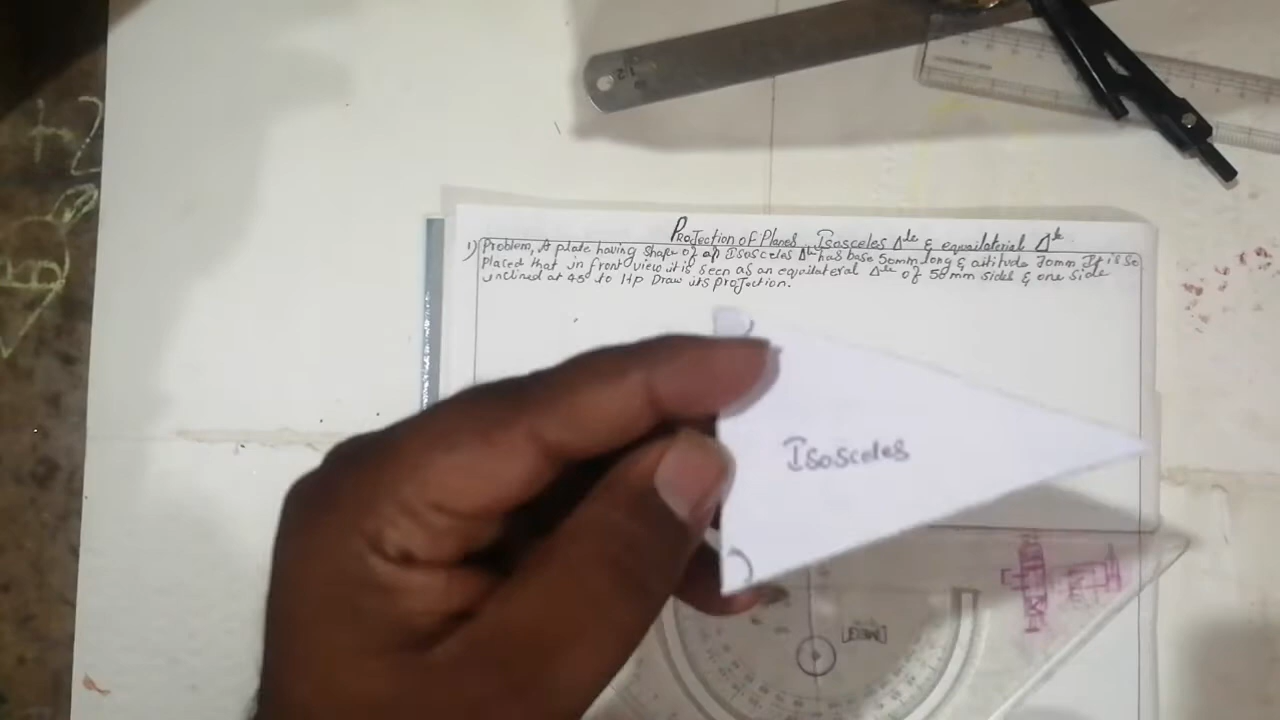 Projection of Planes Isosceles Δle & equailaterial Δle
1) Problem, A plate having Shape of an Isosceles Δle has base 50mm long & altitude 70mm It is So
Placed that in front view it is seen as an equilateral Δle of 50mm sides & one Side
inclined at 45° to HP Draw its Projection.
Isosceles